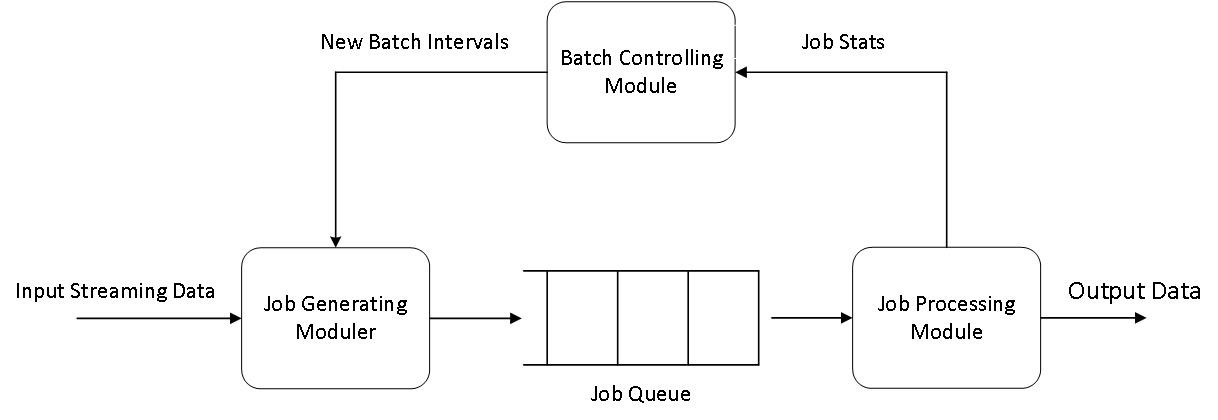 New Batch Intervals
Batch Controlling
Module
Job Stats
Input Streaming Data
Job Generating
Moduler
Job Queue
Job Processing
Module
Output Data